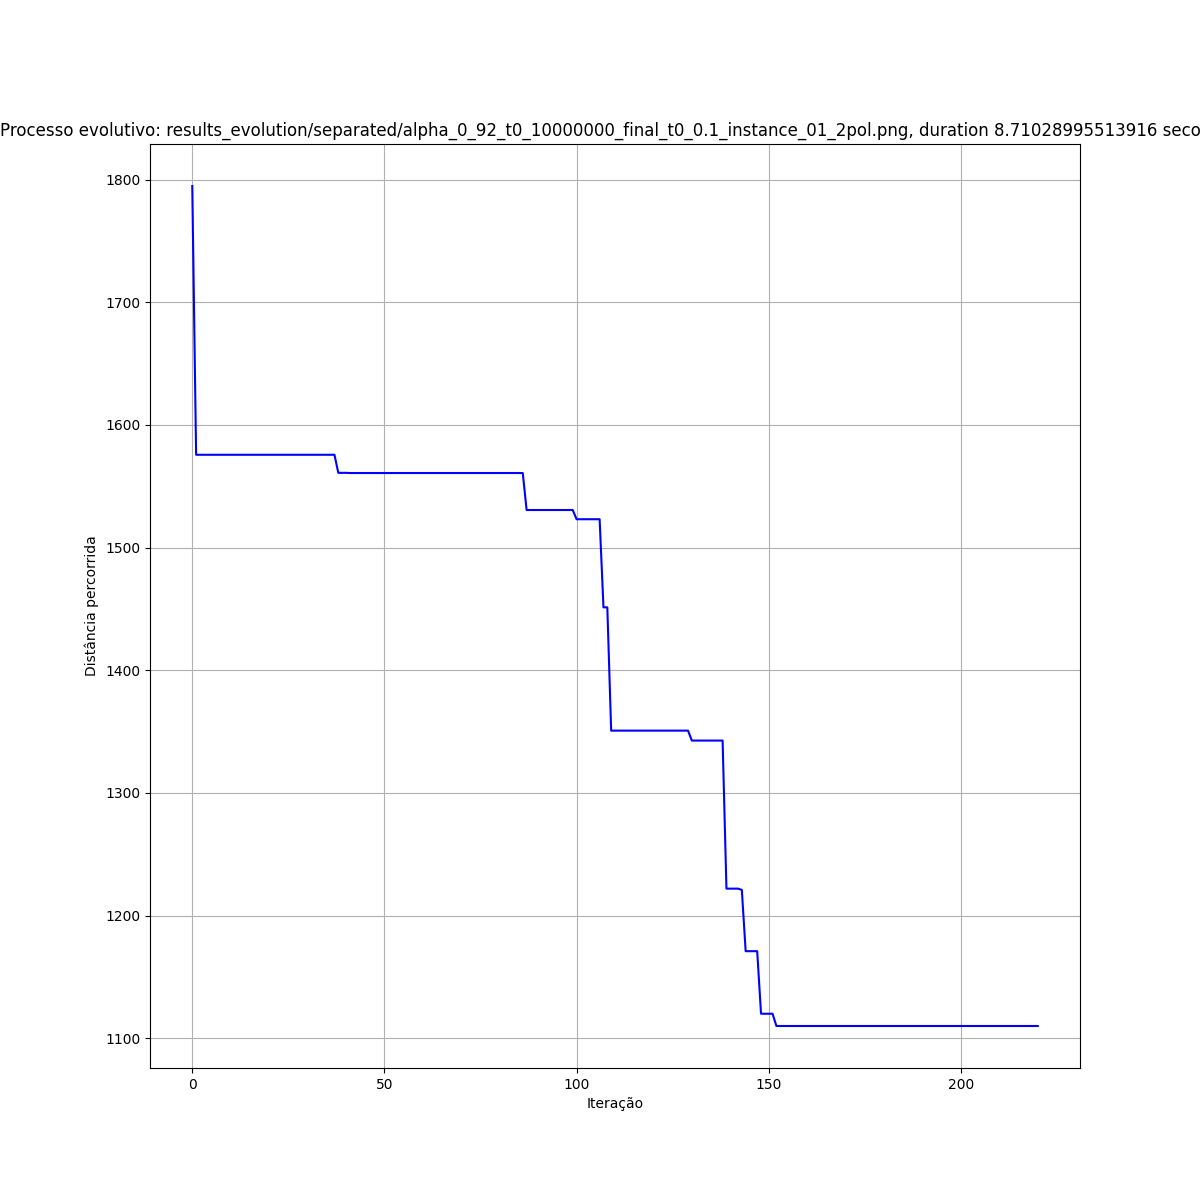 Processo evolutivo: results_evolution/separated/alpha_0_92_t0_10000000_final_t0_0.1_instance_01_2pol.png, duration 8.71028995513916 seco
1800
1700
1600
1500
1400
1300
1200
1100
Distância percorrida
0 50 100 150 200
Iteração